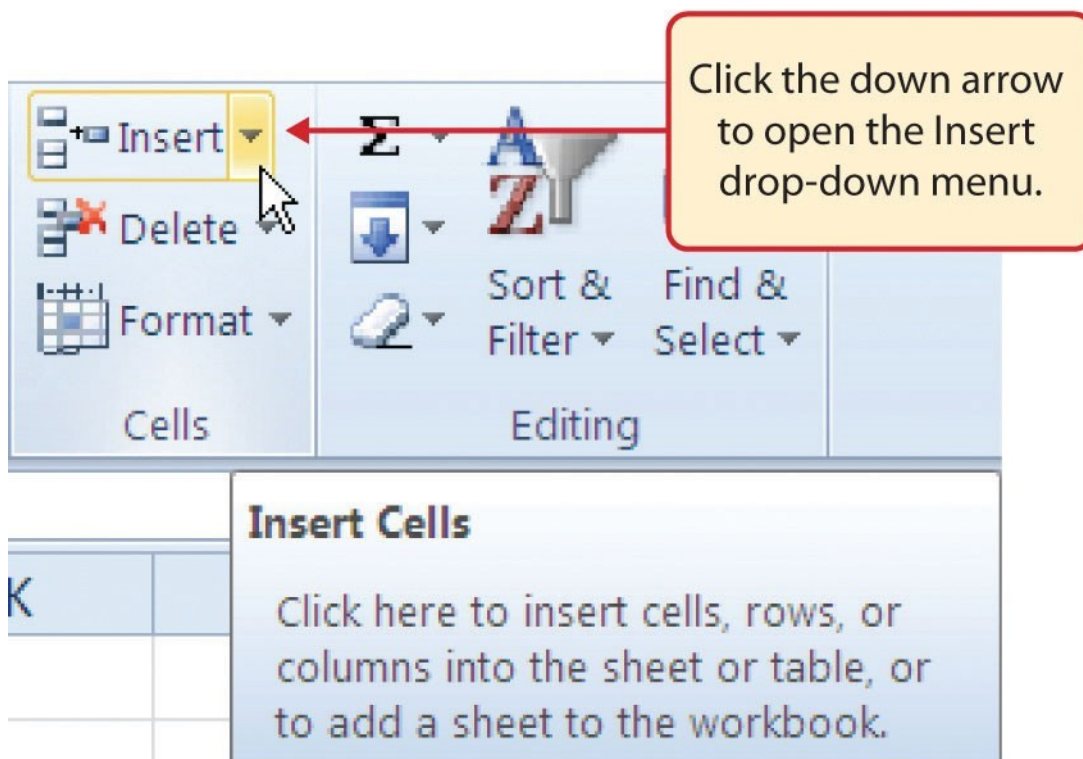 Click the down arrow
to open the Insert
drop-down menu.
Insert
Delete
Format
Cells
Σ
A
Z
Sort &
Filter
Find &
Select
Editing
K
Insert Cells
Click here to insert cells, rows, or
columns into the sheet or table, or
to add a sheet to the workbook.